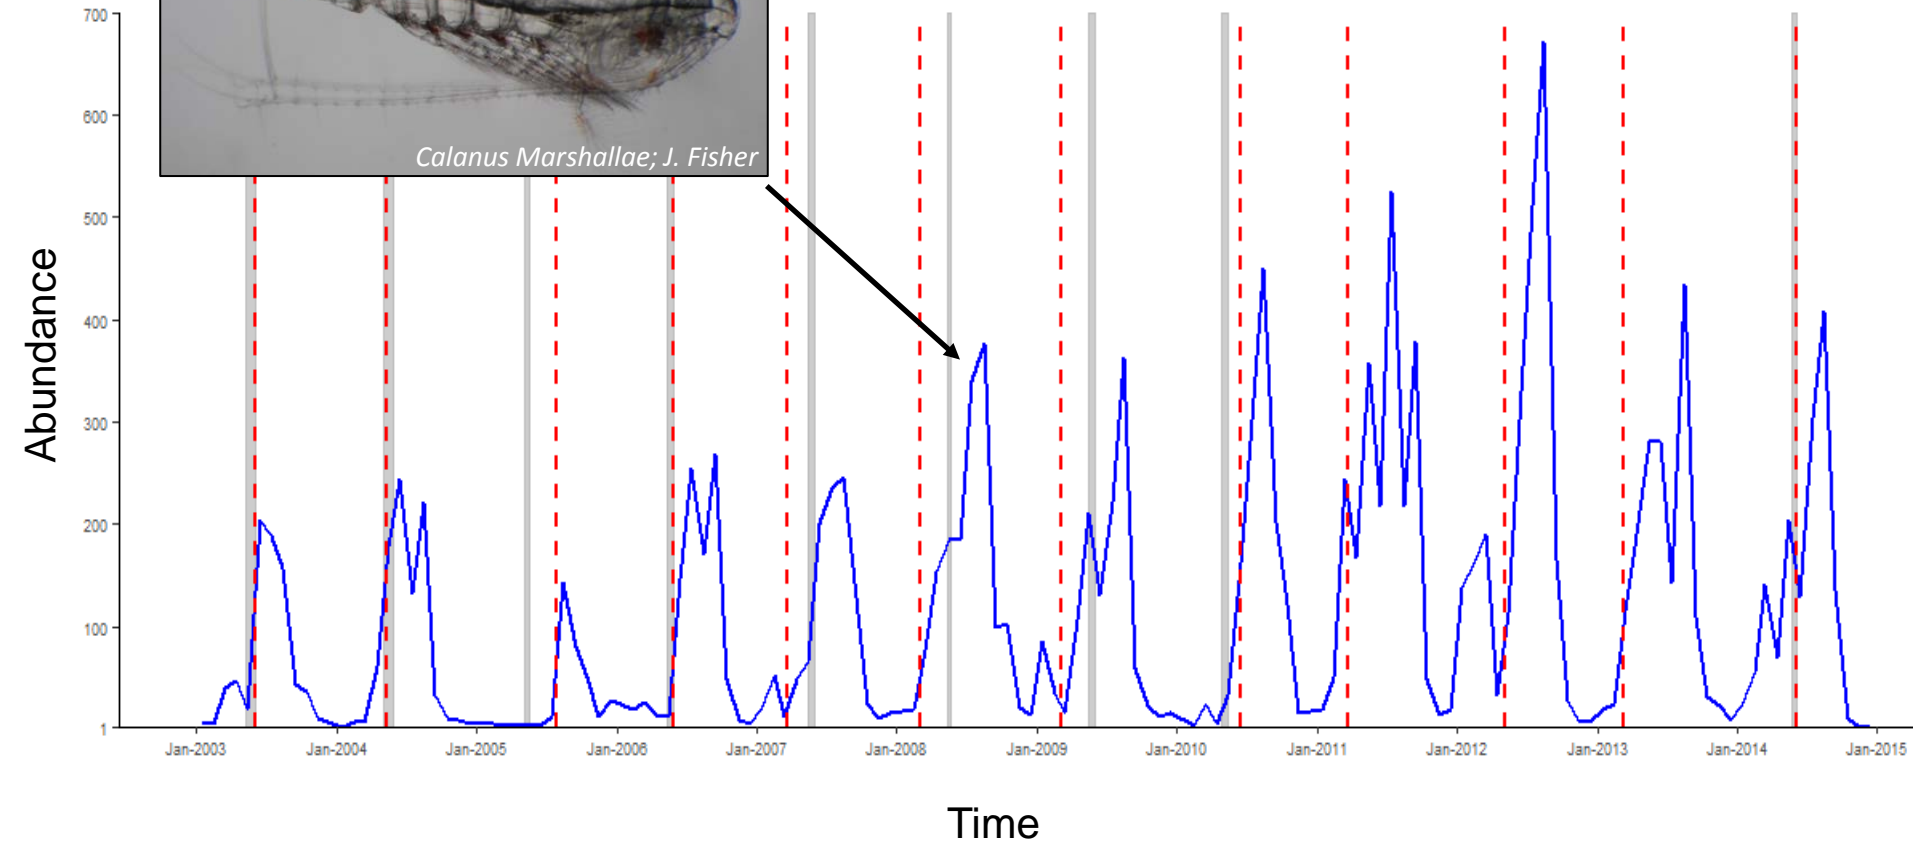 700
Calanus Marshallae; J. Fisher
600
500
400
300
200
100
1
Abundance
Jan-2003 Jan-2004 Jan-2005 Jan-2006 Jan-2007 Jan-2008 Jan-2009 Jan-2010 Jan-2011 Jan-2012 Jan-2013 Jan-2014 Jan-2015
Time